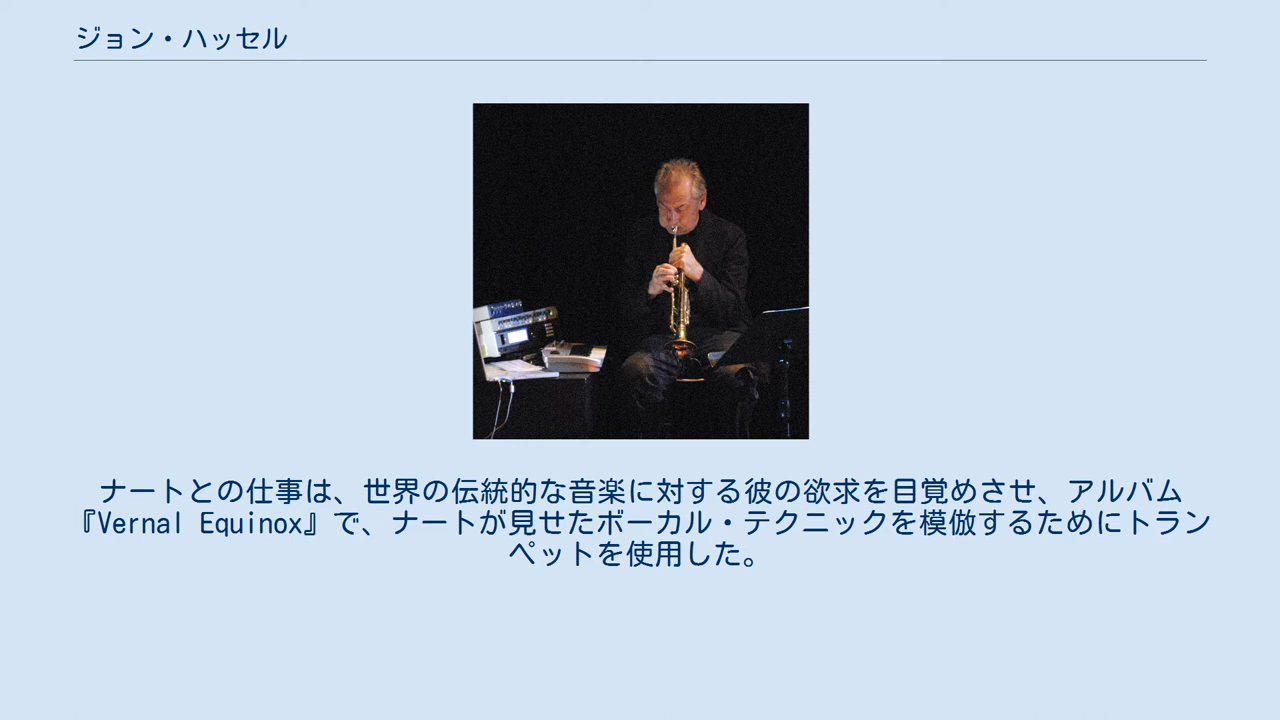 ジョン・ハッセル
ナートとの仕事は、世界の伝統的な音楽に対する彼の欲求を目覚めさせ、アルバム
『Vernal Equinox』で、ナートが見せたボーカル・テクニックを模倣するためにトラン
ペットを使用した。